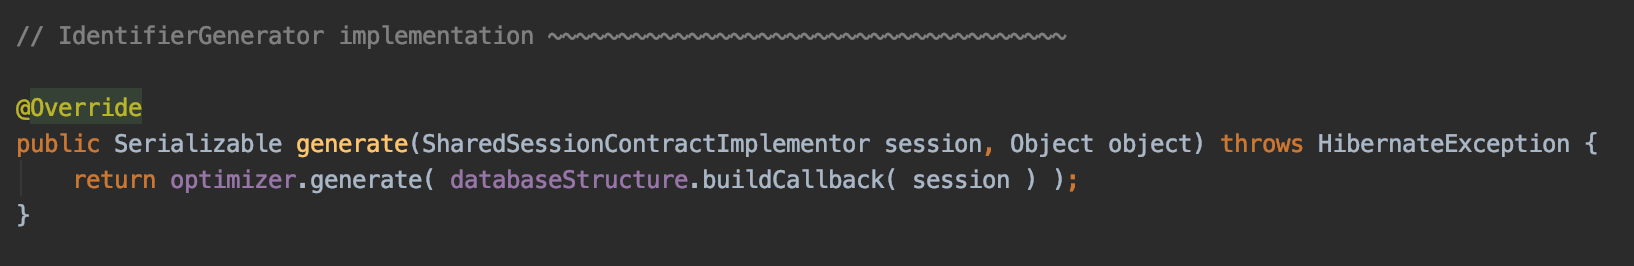 // IdentifierGenerator implementation ~~~~~~~~~~~~~~~~~~~~~~~~~~~~~~~~~~~~~
@Override
public Serializable generate(SharedSessionContractImplementor session, Object object) throws HibernateException {
return optimizer.generate( databaseStructure.buildCallback( session ) );
}